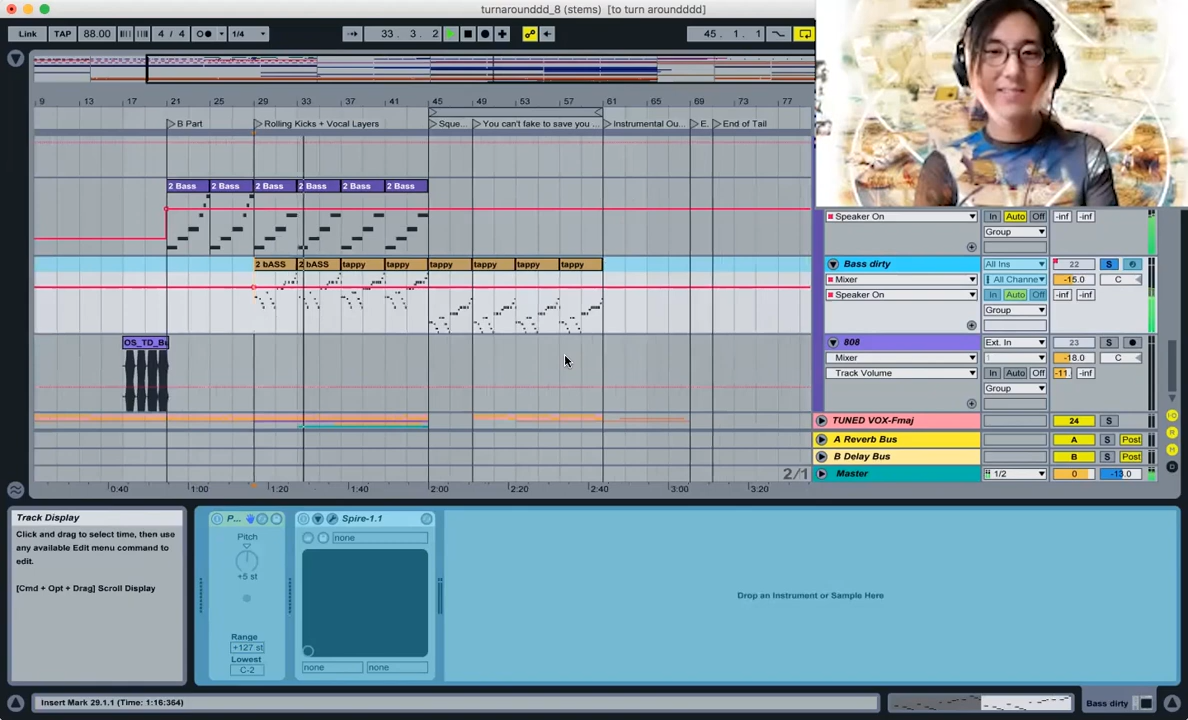 turnarounddd_8 (stems) [to turn aroundddd]
Link TAP 88.00 4 / 4 1/4 33. 3. 2 45. 1. 1
9 13 17 21 25 29 33 37 41 45 49 53 57 61 65 69 73 77
B Part Rolling Kicks + Vocal Layers Sque... You can't fake to save you ... Instrumental Ou... E. End of Tail
2 Bass 2 Bass 2 Bass 2 Bass 2 Bass 2 Bass
Speaker On In Auto Off -inf -inf
Group
2 bASS 2 bASS tappy tappy tappy tappy tappy tappy
Bass dirty All Ins 22 S
Mixer All Channe -15.0 C
Speaker On In Auto Off -inf -inf
Group
OS_TD_B
808 Ext. In 23 S
Mixer 1 -18.0 C
Track Volume In Auto Off -11. -inf
Group
TUNED VOX-Fmaj 24 S
A Reverb Bus A Post
B Delay Bus B Post
2/1 Master 1/2 0 -13.0
0:40 1:00 1:20 1:40 2:00 2:20 2:40 3:00 3:20
Track Display
Click and drag to select time, then use
any available Edit menu command to
edit.
[Cmd + Opt + Drag] Scroll Display
P...
Pitch
+5 st
Range
+127 st
Lowest
C-2
Spire-1.1
none
none none
Drop an Instrument or Sample Here
Insert Mark 29.1.1 (Time: 1:16:364)
Bass dirty